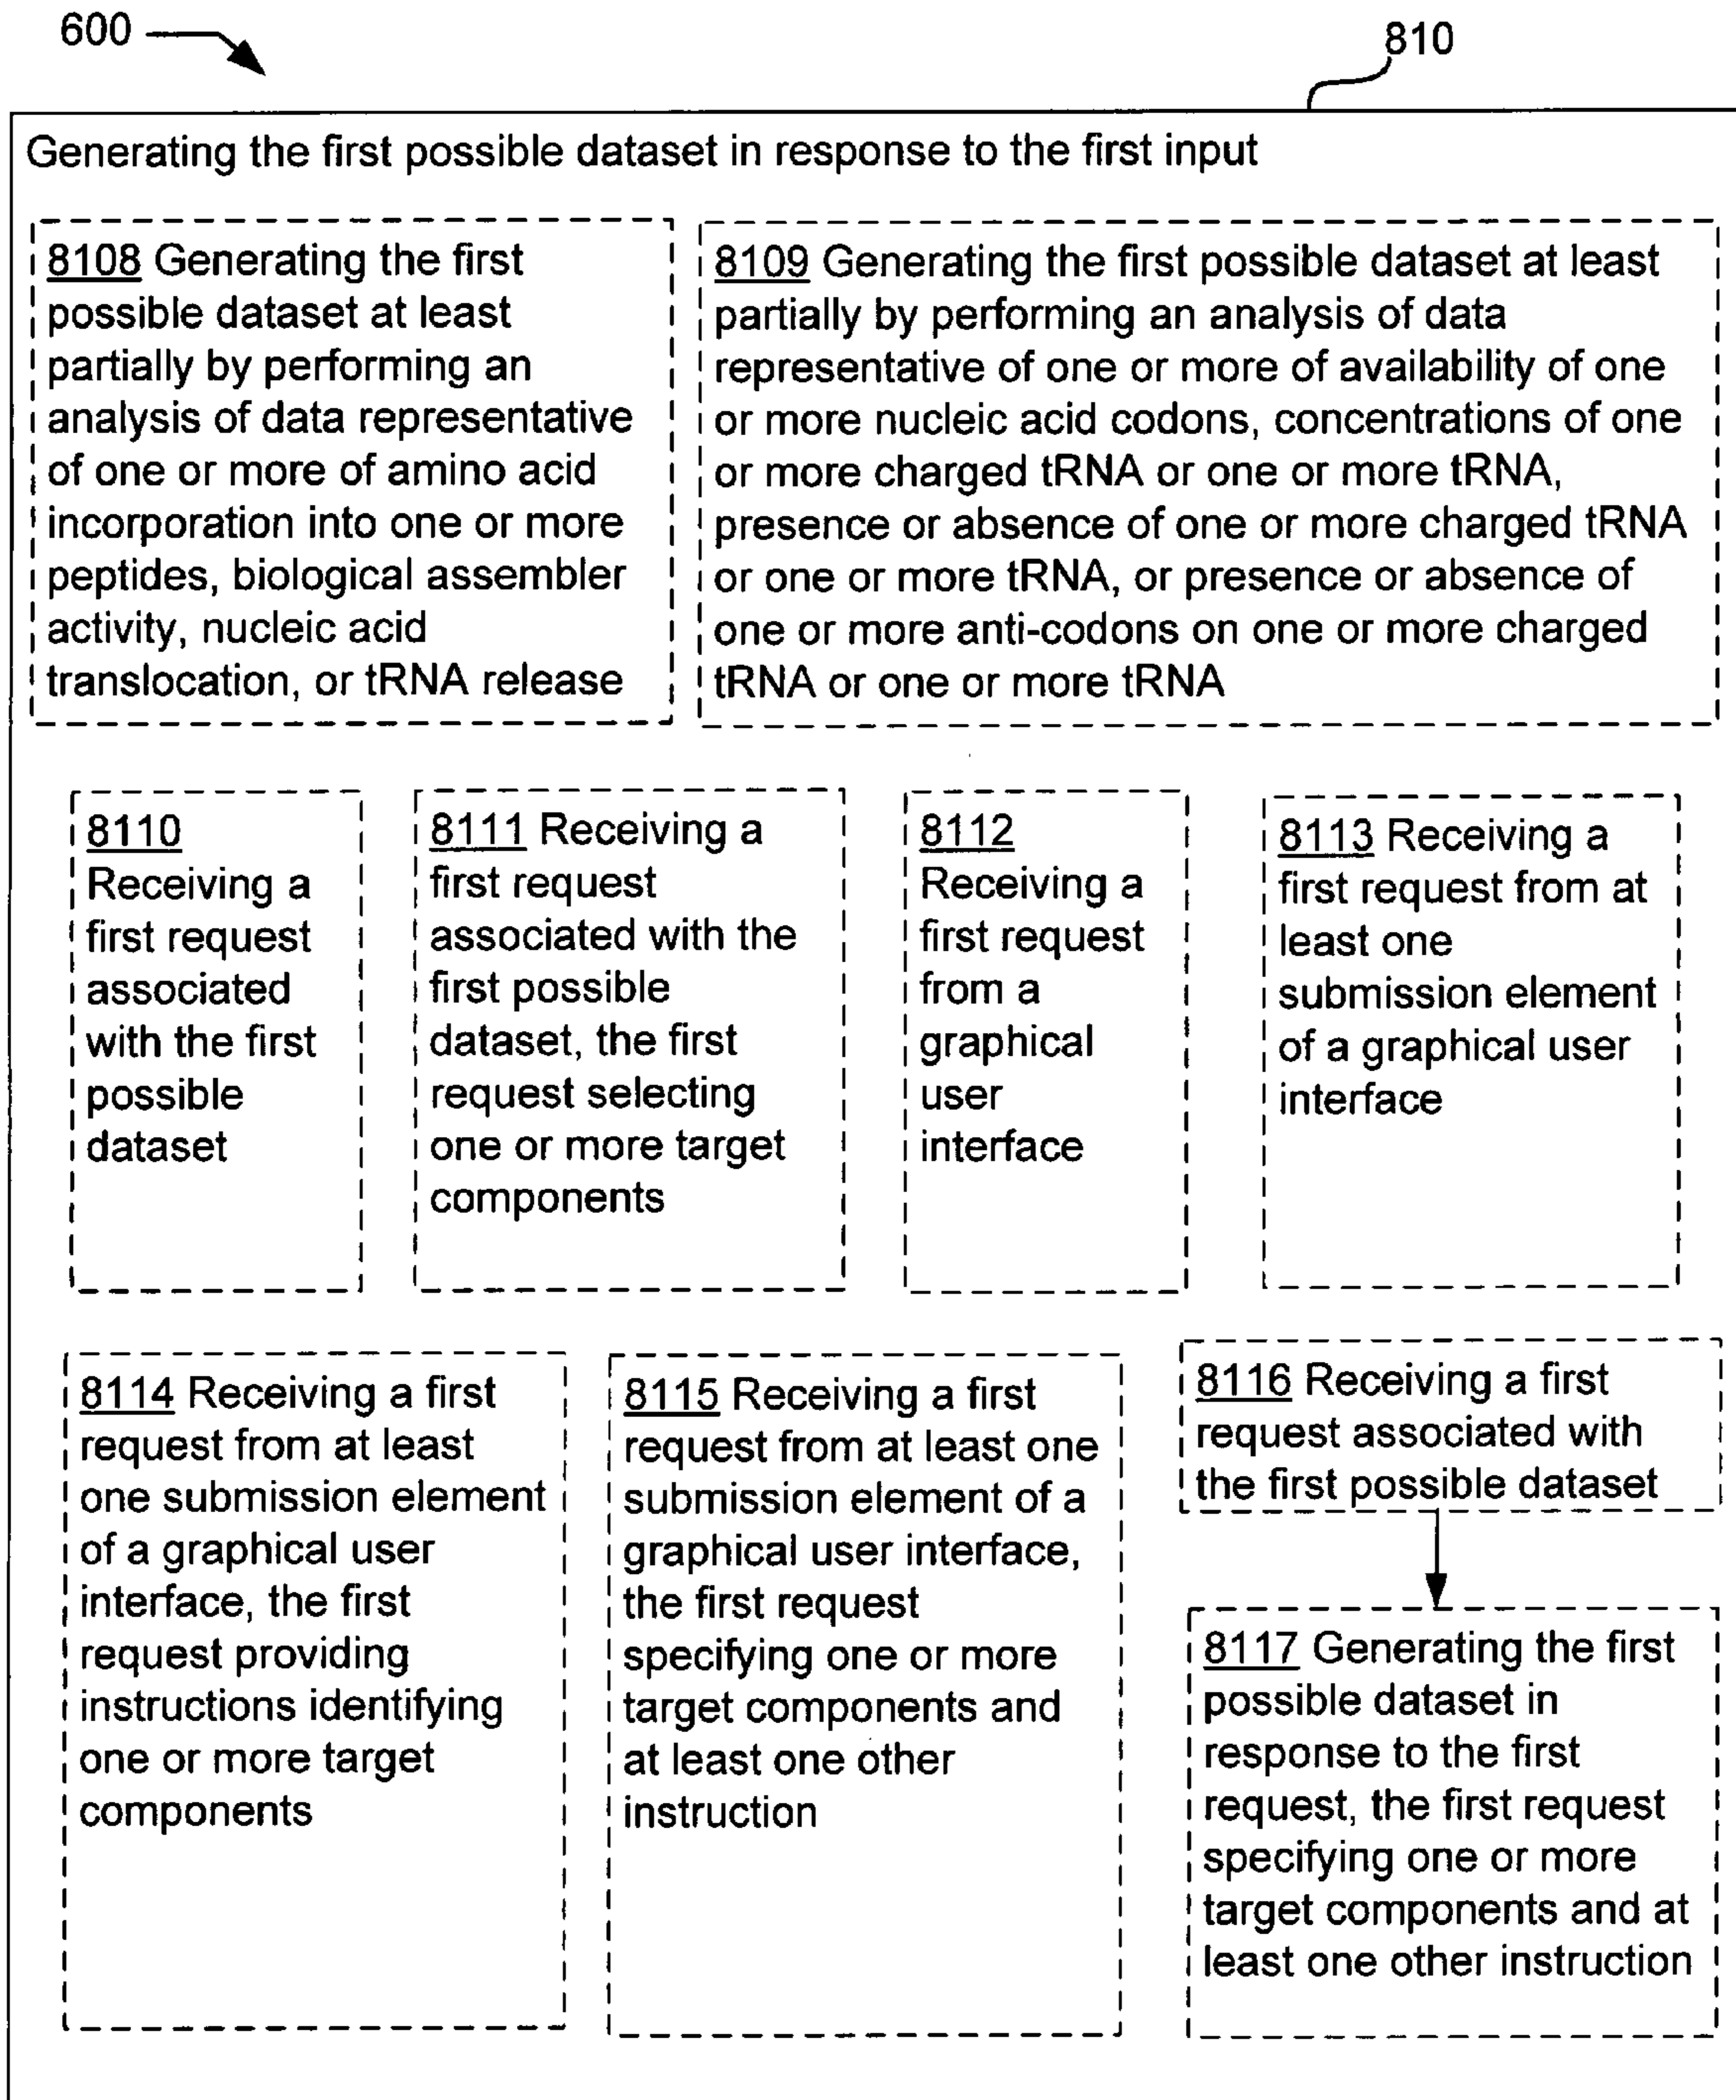 600
810
Generating the first possible dataset in response to the first input
8108 Generating the first
possible dataset at least
partially by performing an
analysis of data representative
of one or more of amino acid
incorporation into one or more
peptides, biological assembler
activity, nucleic acid
translocation, or tRNA release
8109 Generating the first possible dataset at least
partially by performing an analysis of data
representative of one or more of availability of one
or more nucleic acid codons, concentrations of one
or more charged tRNA or one or more tRNA,
presence or absence of one or more charged tRNA
or one or more tRNA, or presence or absence of
one or more anti-codons on one or more charged
tRNA or one or more tRNA
8110
Receiving a
first request
associated
with the first
possible
dataset
8111 Receiving a
first request
associated with the
first possible
dataset, the first
request selecting
one or more target
components
8112
Receiving a
first request
from a
graphical
user
interface
8113 Receiving a
first request from at
least one
submission element
of a graphical user
interface
8114 Receiving a first
request from at least
one submission element
of a graphical user
interface, the first
request providing
instructions identifying
one or more target
components
8115 Receiving a first
request from at least one
submission element of a
graphical user interface,
the first request
specifying one or more
target components and
at least one other
instruction
8116 Receiving a first
request associated with
the first possible dataset
8117 Generating the first
possible dataset in
response to the first
request, the first request
specifying one or more
target components and at
least one other instruction